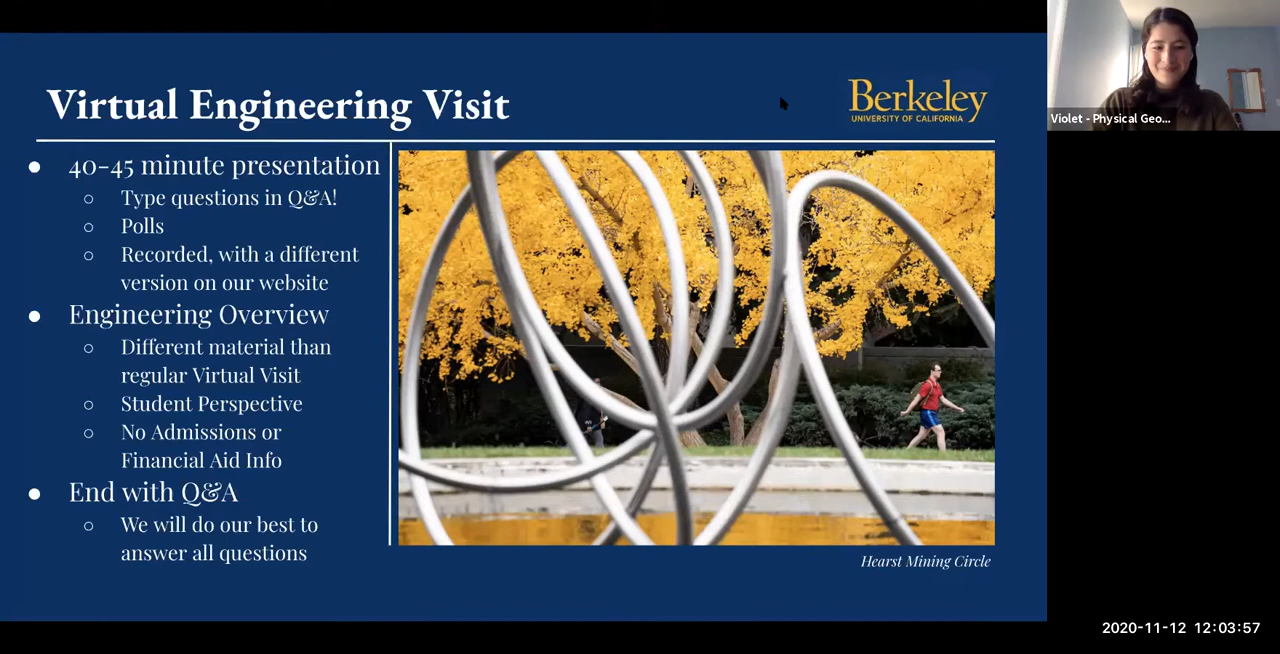 Virtual Engineering Visit
Berkeley
UNIVERSITY OF CALIFORNIA
● 40-45 minute presentation
○ Type questions in Q&A!
○ Polls
○ Recorded, with a different
version on our website
● Engineering Overview
○ Different material than
regular Virtual Visit
○ Student Perspective
○ No Admissions or
Financial Aid Info
● End with Q&A
○ We will do our best to
answer all questions
Hearst Mining Circle
Violet - Physical Geo...
2020-11-12 12:03:57